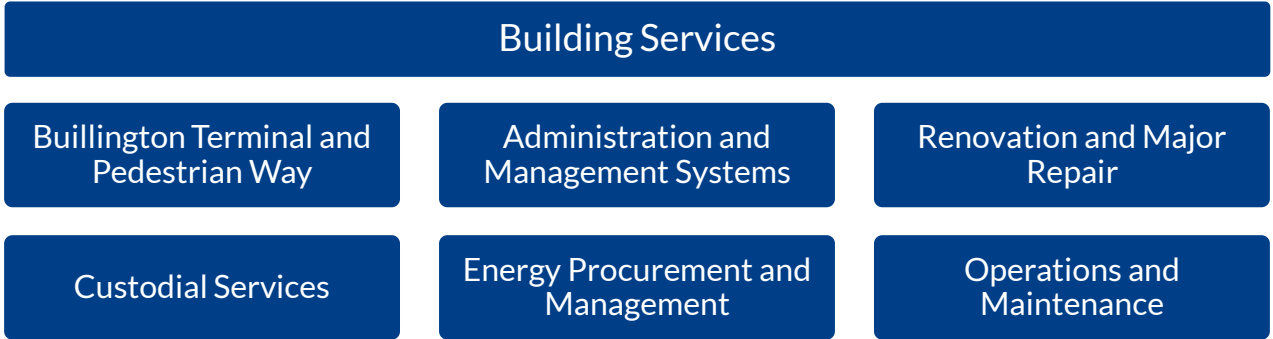 Building Services
Buillington Terminal and
Pedestrian Way
Administration and
Management Systems
Renovation and Major
Repair
Custodial Services
Energy Procurement and
Management
Operations and
Maintenance